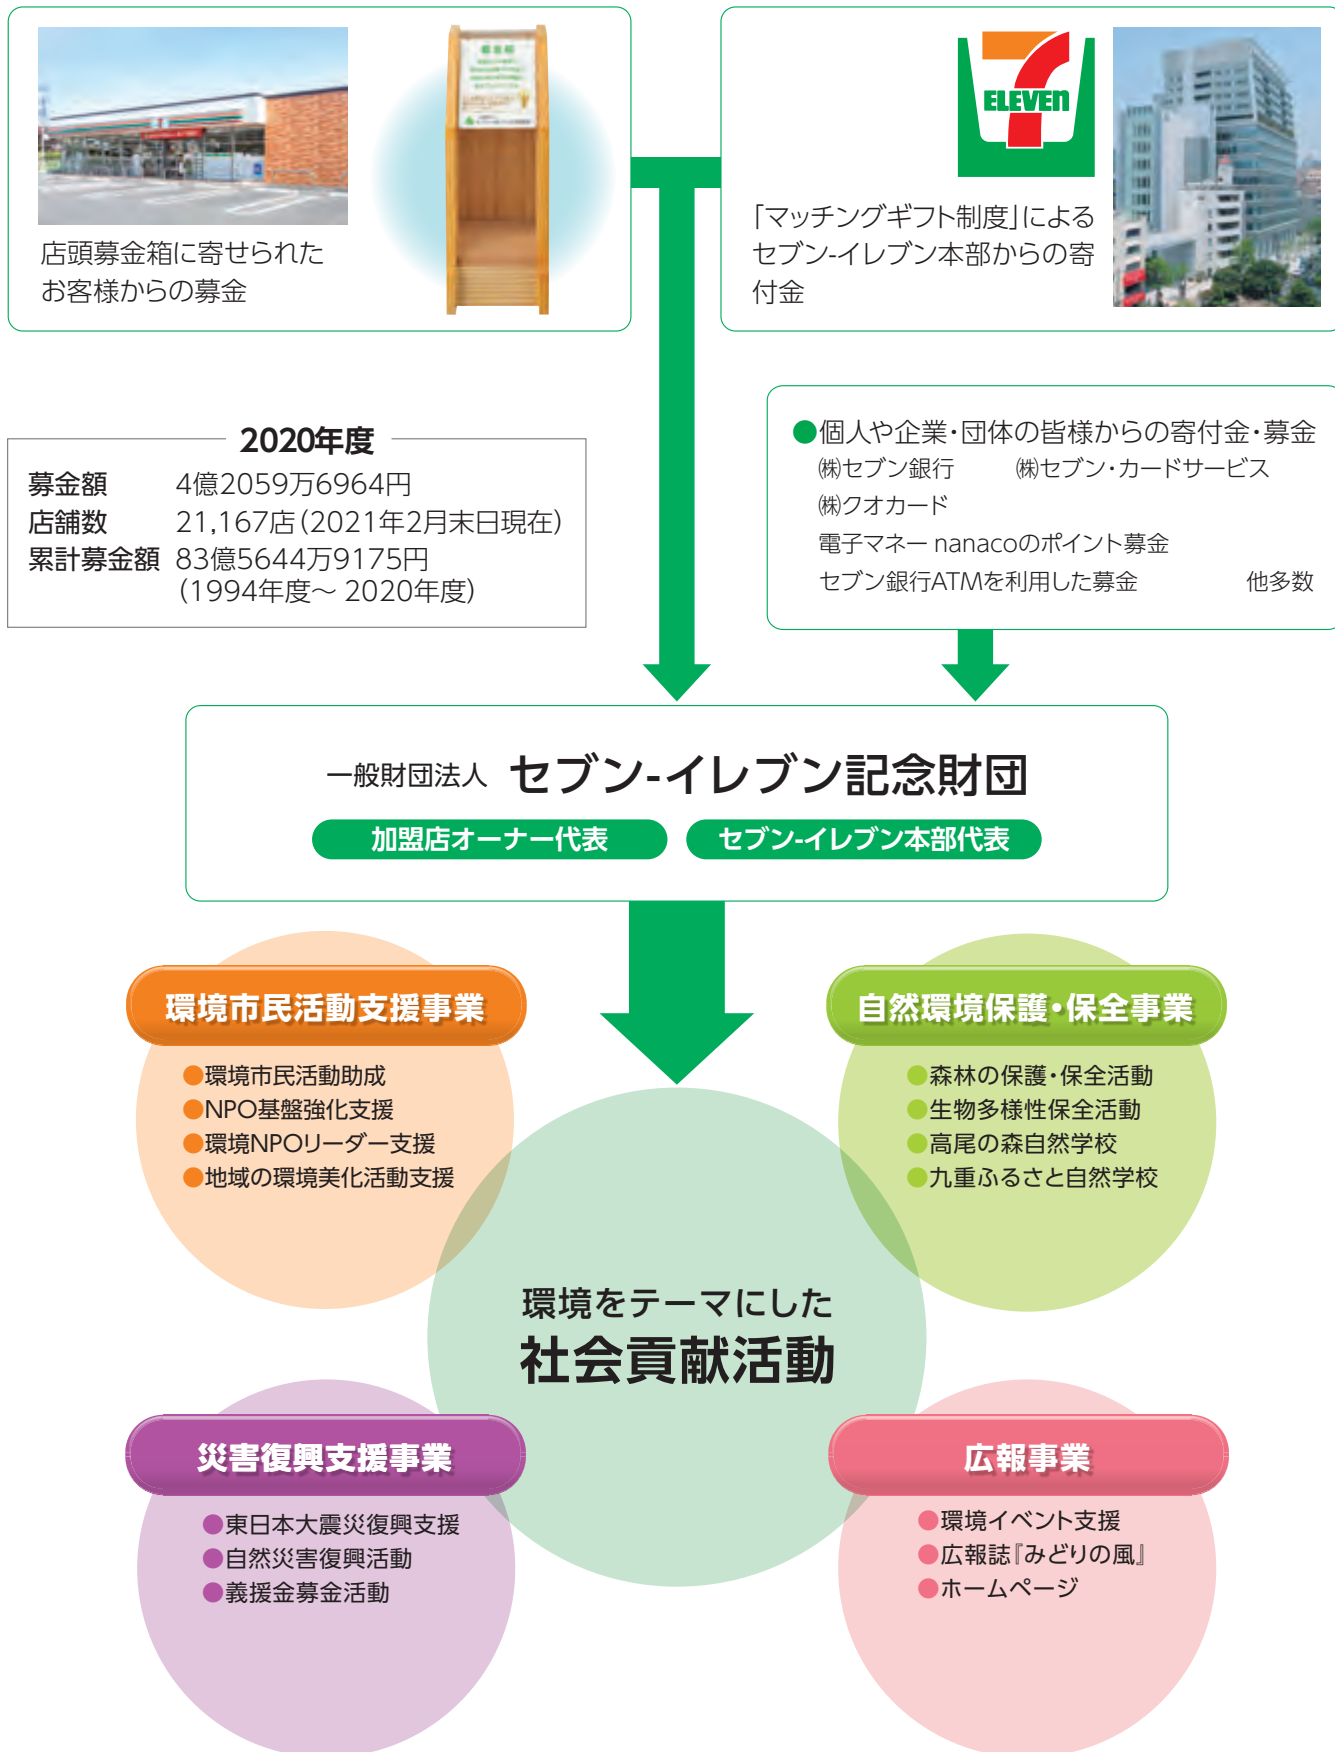 店頭募金箱に寄せられた
お客様からの募金
7
ELEVEn
「マッチングギフト制度」による
セブン-イレブン本部からの寄
付金
2020年度
募金額 4億2059万6964円
店舗数 21,167店(2021年2月末日現在)
累計募金額 83億5644万9175円
(1994年度～2020年度)
●個人や企業・団体の皆様からの寄付金・募金
㈱セブン銀行 ㈱セブン・カードサービス
㈱クオカード
電子マネー nanacoのポイント募金
セブン銀行ATMを利用した募金 他多数
一般財団法人 セブン-イレブン記念財団
加盟店オーナー代表 セブン-イレブン本部代表
環境市民活動支援事業
●環境市民活動助成
●NPO基盤強化支援
●環境NPOリーダー支援
●地域の環境美化活動支援
自然環境保護・保全事業
●森林の保護・保全活動
●生物多様性保全活動
●高尾の森自然学校
●九重ふるさと自然学校
環境をテーマにした
社会貢献活動
災害復興支援事業
●東日本大震災復興支援
●自然災害復興活動
●義援金募金活動
広報事業
●環境イベント支援
●広報誌『みどりの風』
●ホームページ